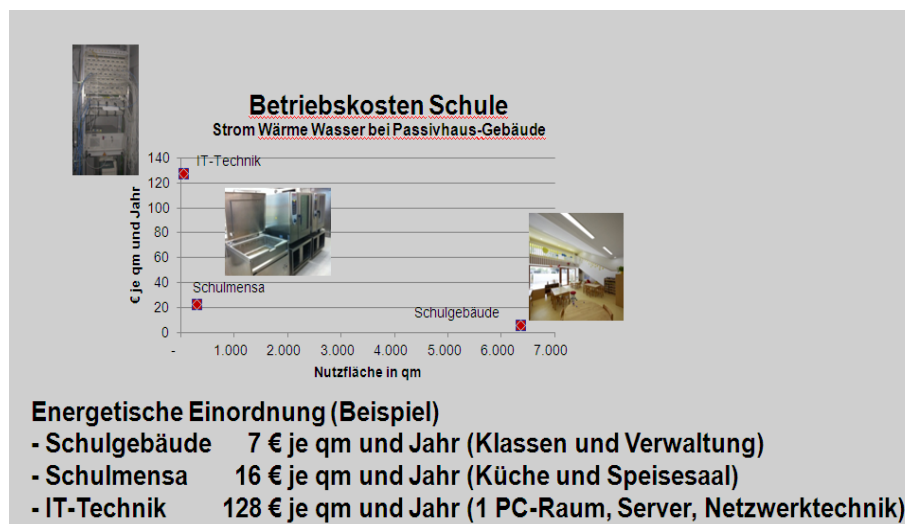 Betriebskosten Schule
Strom Wärme Wasser bei Passivhaus-Gebäude
€ je qm und Jahr
140
120
100
80
60
40
20
0
IT-Technik
Schulmensa
Schulgebäude
- 1.000 2.000 3.000 4.000 5.000 6.000 7.000
Nutzfläche in qm
Energetische Einordnung (Beispiel)
- Schulgebäude 7 € je qm und Jahr (Klassen und Verwaltung)
- Schulmensa 16 € je qm und Jahr (Küche und Speisesaal)
- IT-Technik 128 € je qm und Jahr (1 PC-Raum, Server, Netzwerktechnik)